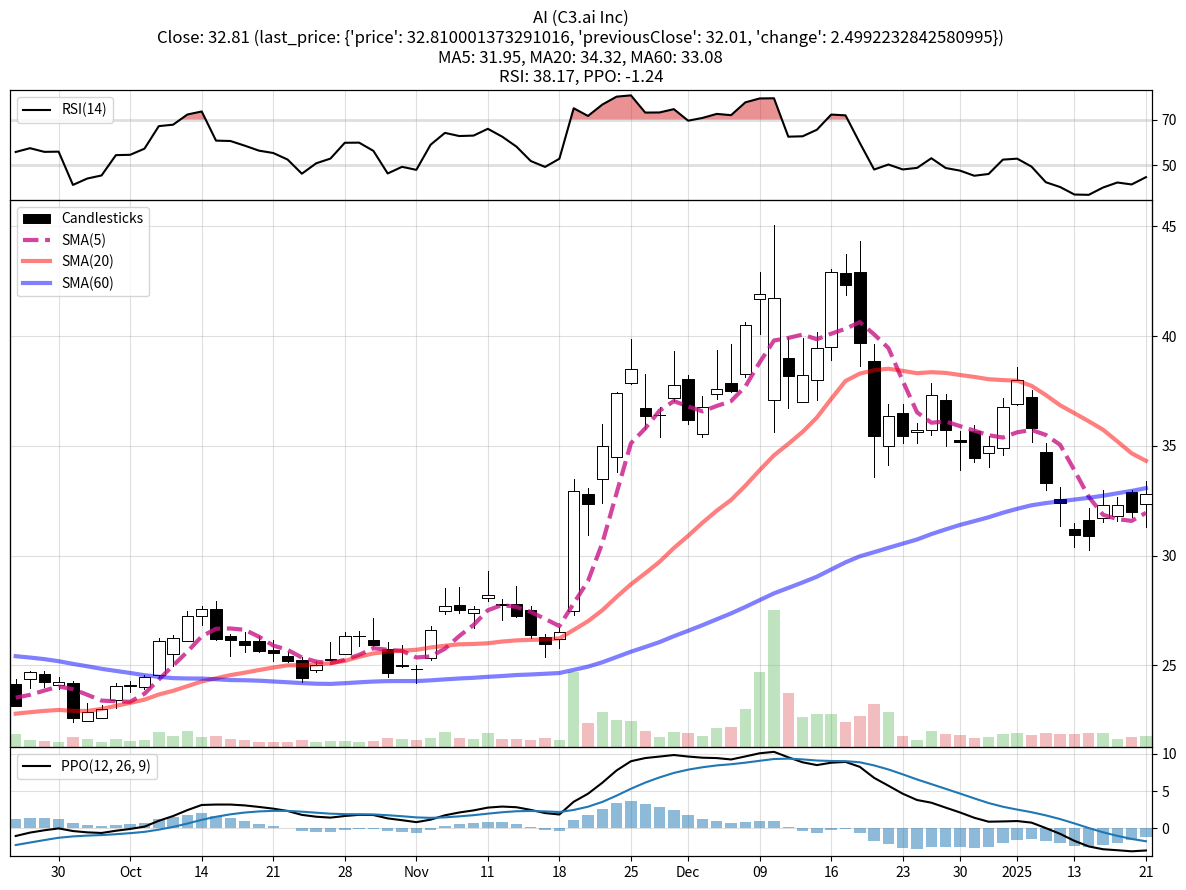 AI (C3.ai Inc)
Close: 32.81 (last_price: {'price': 32.810001373291016, 'previousClose': 32.01, 'change': 2.4992232842580995})
MA5: 31.95, MA20: 34.32, MA60: 33.08
RSI: 38.17, PPO: -1.24
RSI(14)
70
50
Candlesticks
SMA(5)
SMA(20)
SMA(60)
45
40
35
30
25
PPO(12, 26, 9)
10
5
0
30 Oct 14 21 28 Nov 11 18 25 Dec 09 16 23 30 2025 13 21